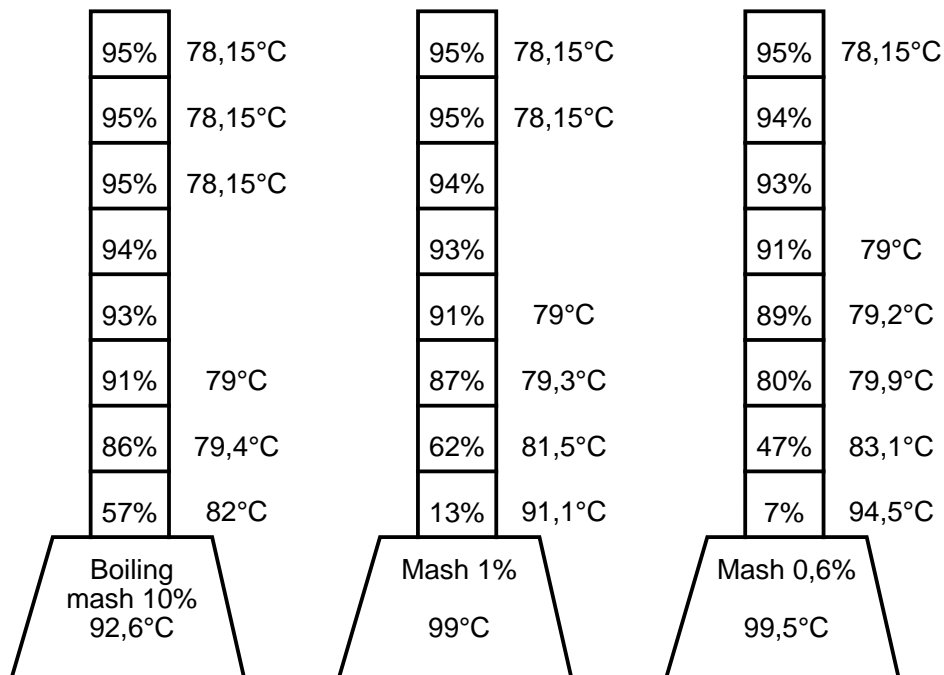 95% 78,15°C
95% 78,15°C
95% 78,15°C
94%
93%
91% 79°C
86% 79,4°C
57% 82°C
Boiling
mash 10%
92,6°C
95% 78,15°C
95% 78,15°C
94%
93%
91% 79°C
87% 79,3°C
62% 81,5°C
13% 91,1°C
Mash 1%
99°C
95% 78,15°C
94%
93%
91% 79°C
89% 79,2°C
80% 79,9°C
47% 83,1°C
7% 94,5°C
Mash 0,6%
99,5°C